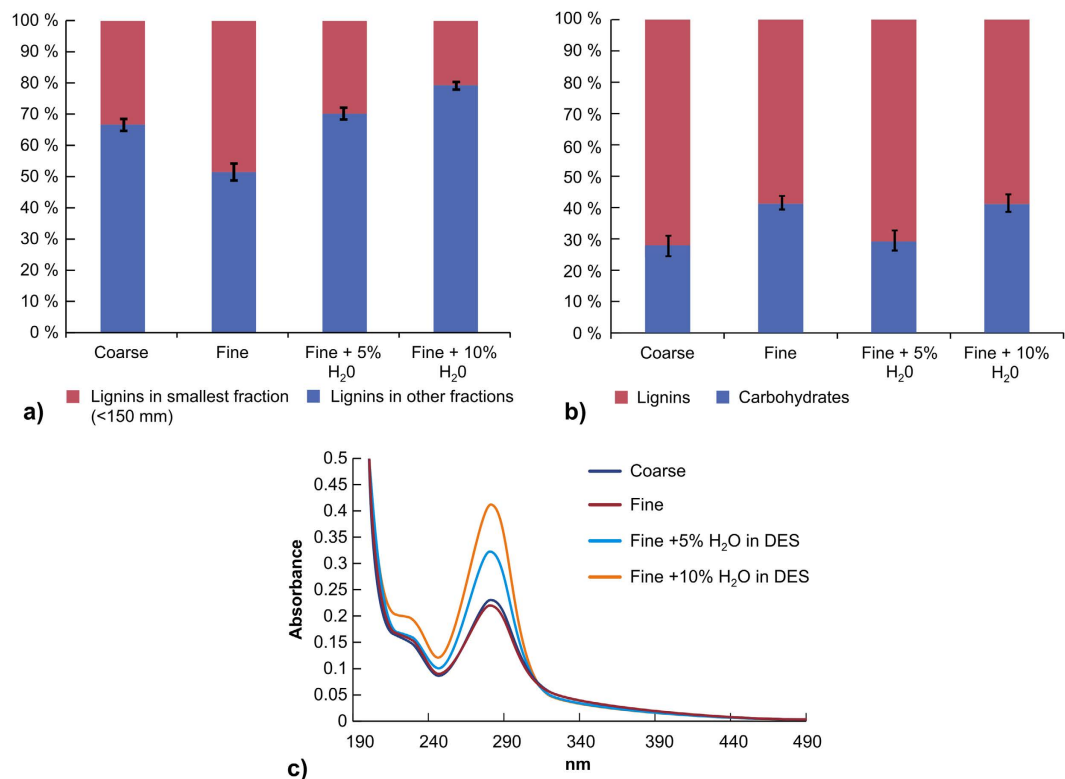 100 %
90 %
80 %
70 %
60 %
50 %
40 %
30 %
20 %
10 %
0 %
Coarse
Fine
Fine + 5%
H₂0
Fine + 10%
H₂0
a)
Lignins in smallest fraction
(<150 mm)
Lignins in other fractions
100 %
90 %
80 %
70 %
60 %
50 %
40 %
30 %
20 %
10 %
0 %
Coarse
Fine
Fine + 5%
H₂0
Fine + 10%
H₂0
b)
Lignins
Carbohydrates
Absorbance
0.5
0.45
0.4
0.35
0.3
0.25
0.2
0.15
0.1
0.05
0
190 240 290 340 390 440 490
nm
c)
Coarse
Fine
Fine +5% H₂O in DES
Fine +10% H₂O in DES